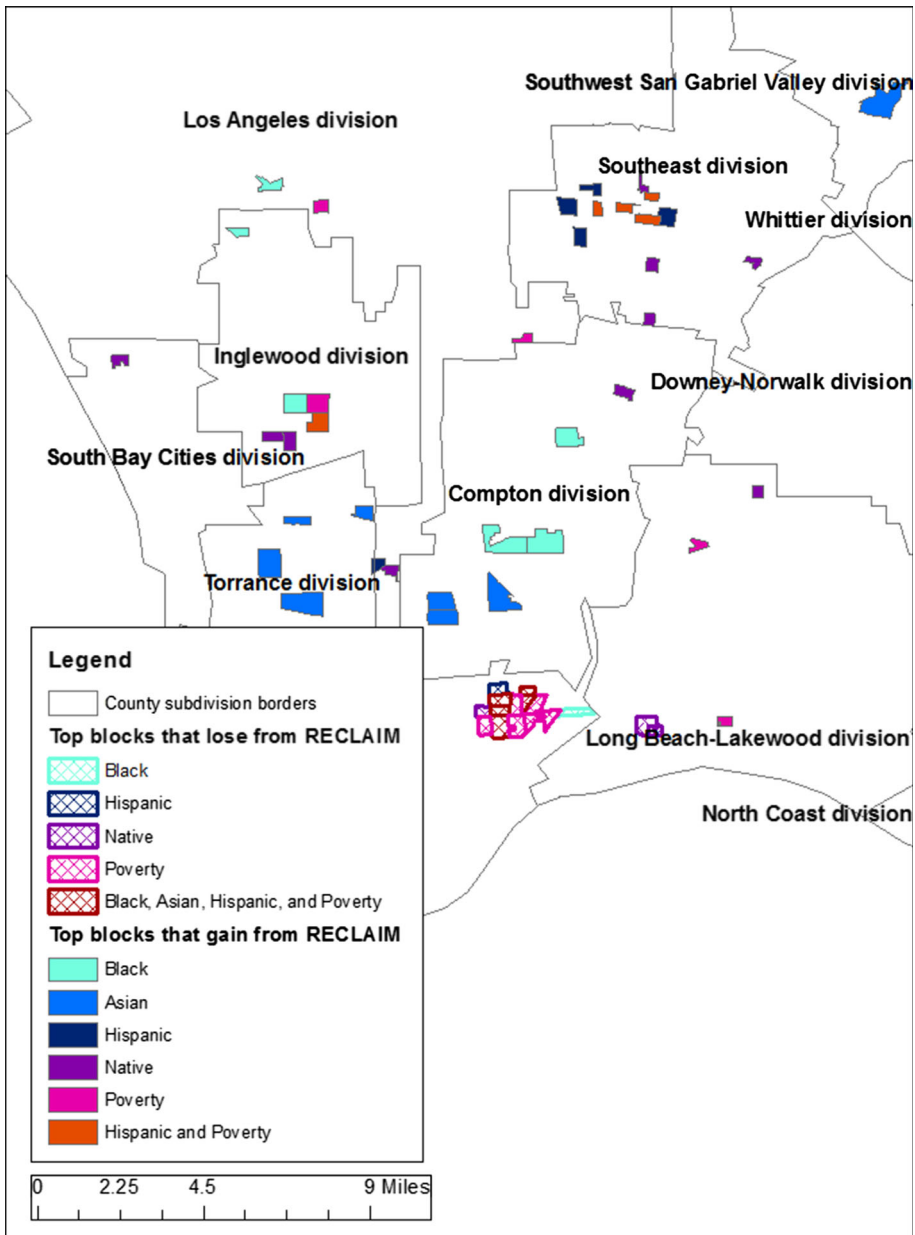 Southwest San Gabriel Valley division
Los Angeles division
Southeast division
Whittier division
Inglewood division
Downey-Norwalk division
South Bay Cities division
Compton division
Torrance division
Long Beach-Lakewood division
North Coast division
Legend
County subdivision borders
Top blocks that lose from RECLAIM
Black
Hispanic
Native
Poverty
Black, Asian, Hispanic, and Poverty
Top blocks that gain from RECLAIM
Black
Asian
Hispanic
Native
Poverty
Hispanic and Poverty
0 2.25 4.5 9 Miles